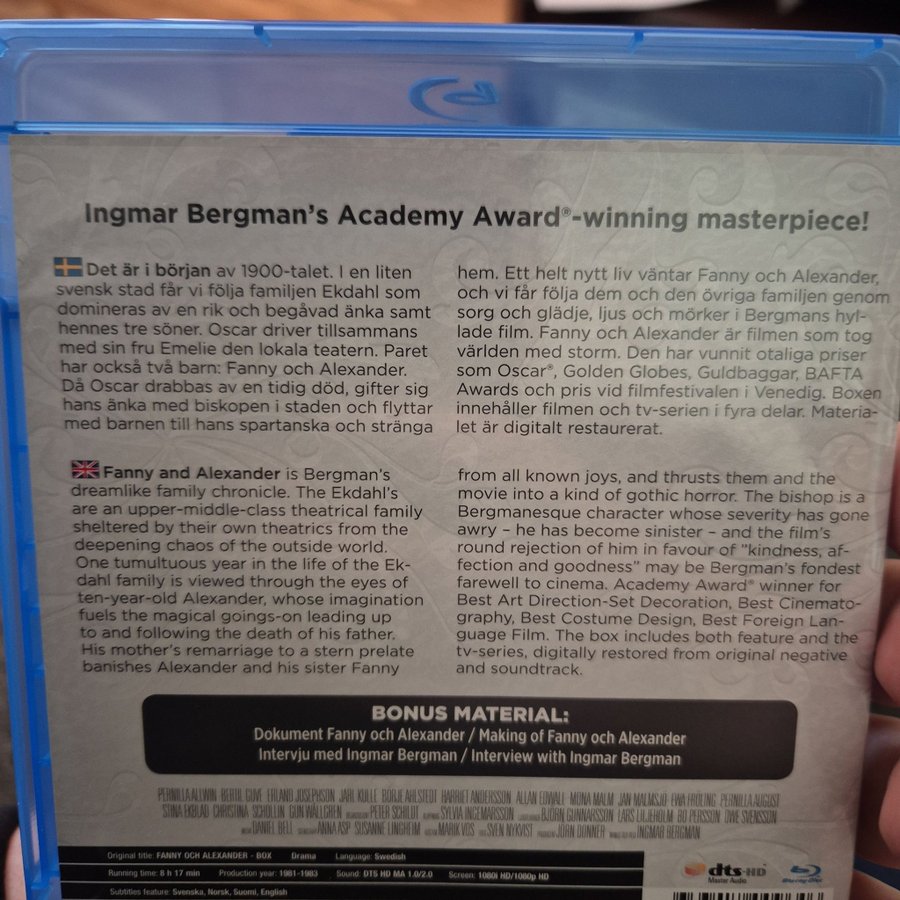 Ingmar Bergman's Academy Award®-winning masterpiece!
Det är i början av 1900-talet. I en liten
svensk stad får vi följa familjen Ekdahl som
domineras av en rik och begåvad änka samt
hennes tre söner. Oscar driver tillsammans
med sin fru Emelie den lokala teatern. Paret
har också två barn: Fanny och Alexander.
Då Oscar drabbas av en tidig död, gifter sig
hans änka med biskopen i staden och flyttar
med barnen till hans spartanska och stränga
hem. Ett helt nytt liv väntar Fanny och Alexander,
och vi får följa dem och den övriga familjen genom
sorg och glädje, ljus och mörker i Bergmans hyl-
lade film. Fanny och Alexander är filmen som tog
världen med storm. Den har vunnit otaliga priser
som Oscar®, Golden Globes, Guldbaggar, BAFTA
Awards och pris vid filmfestivalen i Venedig. Boxen
innehåller filmen och tv-serien i fyra delar. Materia-
let är digitalt restaurerat.
Fanny and Alexander is Bergman's
dreamlike family chronicle. The Ekdahl's
are an upper-middle-class theatrical family
sheltered by their own theatrics from the
deepening chaos of the outside world.
One tumultuous year in the life of the Ek-
dahl family is viewed through the eyes of
ten-year-old Alexander, whose imagination
fuels the magical goings-on leading up
to and following the death of his father.
His mother's remarriage to a stern prelate
banishes Alexander and his sister Fanny
from all known joys, and thrusts them and the
movie into a kind of gothic horror. The bishop is a
Bergmanesque character whose severity has gone
awry – he has become sinister – and the film's
round rejection of him in favour of "kindness, af-
fection and goodness" may be Bergman's fondest
farewell to cinema. Academy Award® winner for
Best Art Direction-Set Decoration, Best Cinemato-
graphy, Best Costume Design, Best Foreign Lan-
guage Film. The box includes both feature and the
tv-series, digitally restored from original negative
and soundtrack.
BONUS MATERIAL:
Dokument Fanny och Alexander / Making of Fanny och Alexander
Intervju med Ingmar Bergman / Interview with Ingmar Bergman
PERNILLA ALLWIN BERTIL GUVE ERLAND JOSEPHSON JARL KULLE BÖRJE AHLSTEDT HARRIET ANDERSSON ALLAN EDWALL MONA MALM JAN MALMSJÖ EWA FRÖLING PERNILLA AUGUST
STINA EKBLAD CHRISTINA SCHOLLIN GUN WÅLLGREN PETER SCHILDT SYLVIA INGEMARSSON BJÖRN GUNNARSSON LARS LILJEHOLM BO PERSSON OWE SVENSSON
DANIEL BELL ANNA ASP SUSANNE LINGHEIM MARIK VOS SVEN NYKVIST JÖRN DONNER INGMAR BERGMAN
Original title: FANNY OCH ALEXANDER - BOX Drama Language: Swedish
Running time: 8 h 17 min Production year: 1981-1983 Sound: DTS HD MA 1.0/2.0 Screen: 1080i HD/1080p HD
Subtitles feature: Svenska, Norsk, Suomi, English
dts-HD
Master Audio
Blu-ray Disc